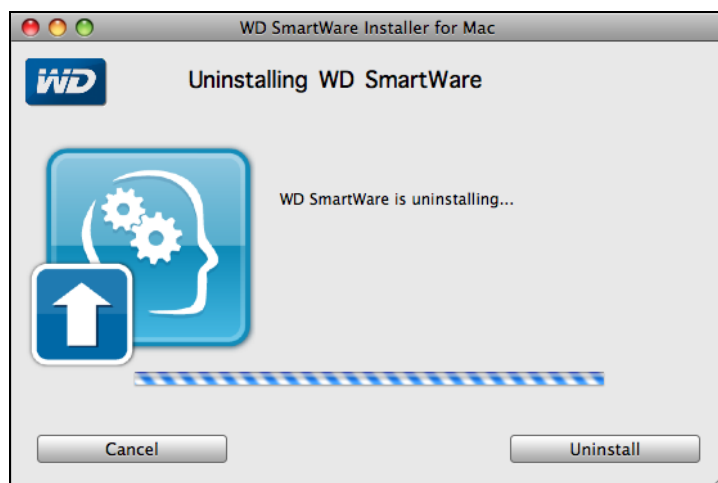 WD SmartWare Installer for Mac
WD
Uninstalling WD SmartWare
WD SmartWare is uninstalling...
Cancel
Uninstall